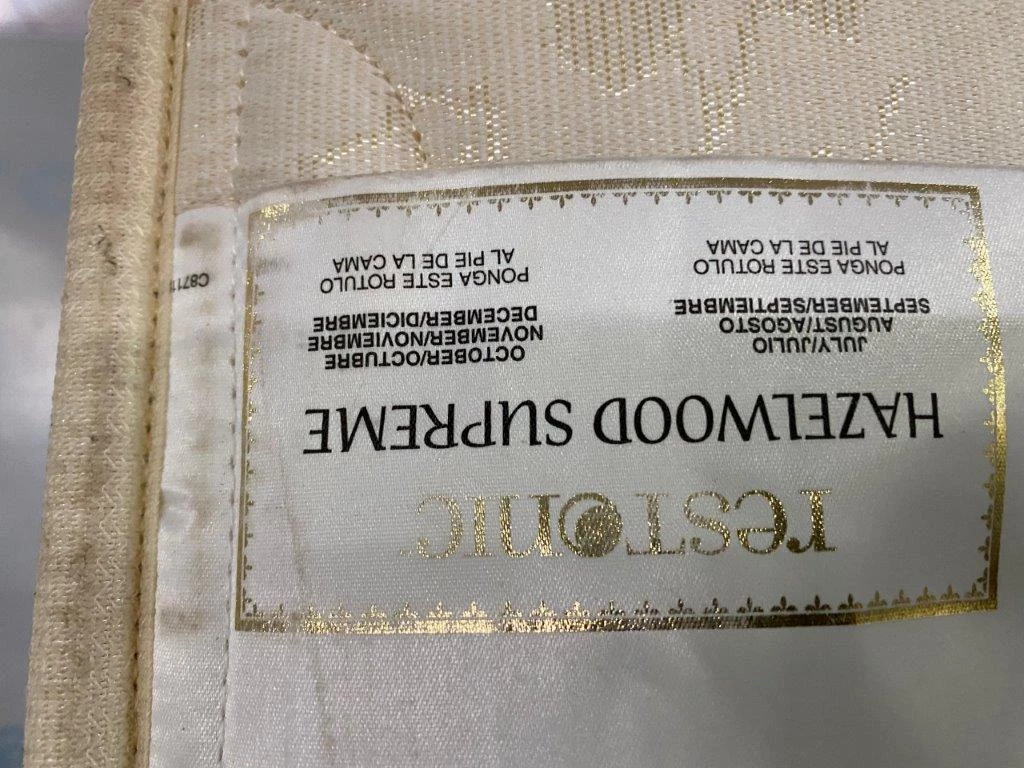 resTonic
HAZELWOOD SUPREME
JULY/JULIO
AUGUST/AGOSTO
SEPTEMBER/SEPTIEMBRE
PONGA ESTE ROTULO
AL PIE DE LA CAMA
OCTOBER/OCTUBRE
NOVEMBER/NOVIEMBRE
DECEMBER/DICIEMBRE
PONGA ESTE ROTULO
AL PIE DE LA CAMA